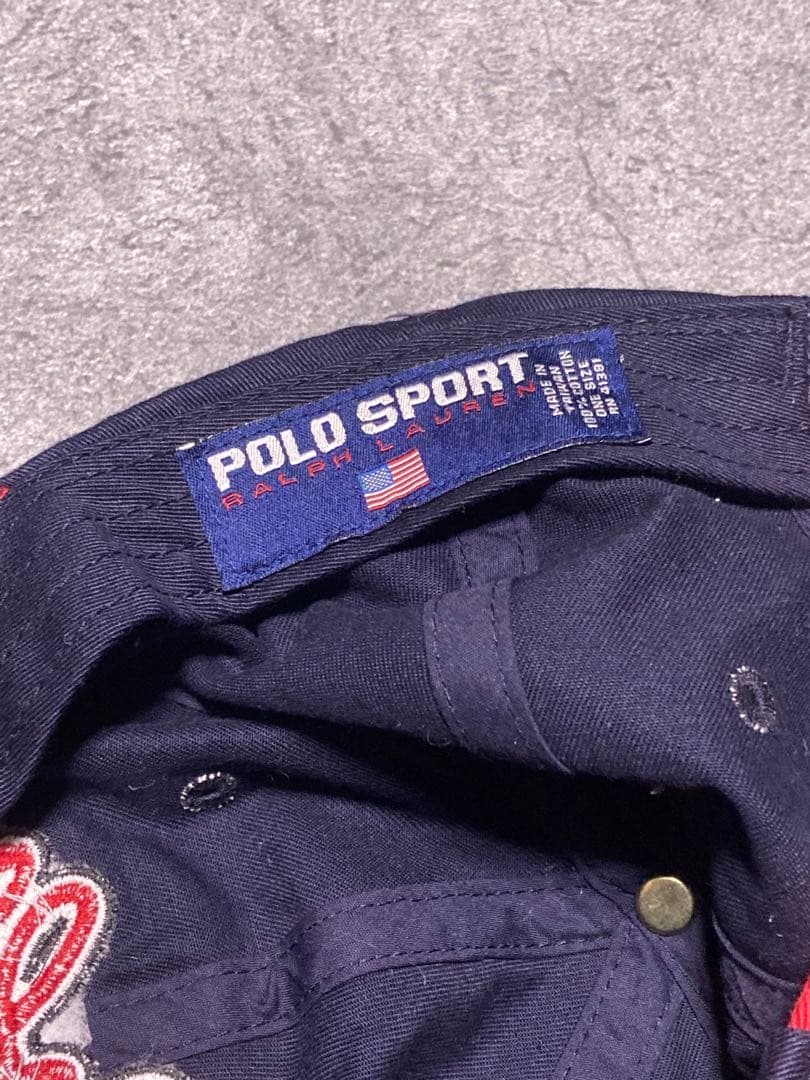 POLO SPORT
RALPH LAUREN
MADE IN
TAIWAN
100% COTTON
ONE SIZE
RN 41381